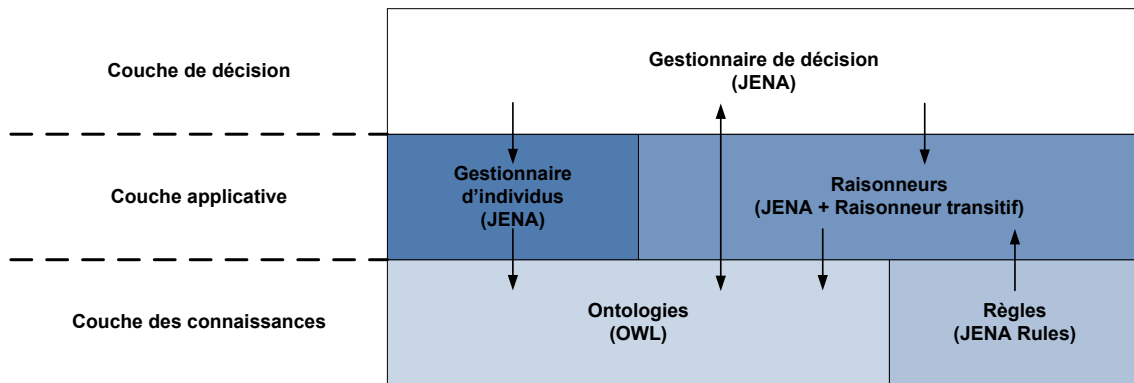 Couche de décision
Gestionnaire de décision
(JENA)
Couche applicative
Gestionnaire
d'individus
(JENA)
Raisonneurs
(JENA + Raisonneur transitif)
Couche des connaissances
Ontologies
(OWL)
Règles
(JENA Rules)